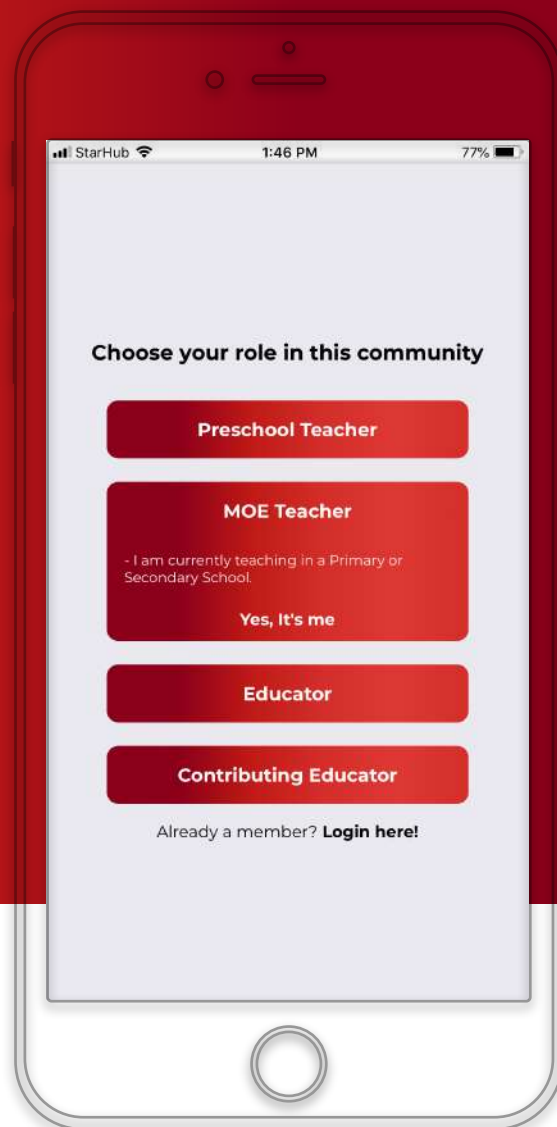 StarHub 1:46 PM 77%
Choose your role in this community
Preschool Teacher
MOE Teacher
- I am currently teaching in a Primary or
Secondary School.
Yes, It's me
Educator
Contributing Educator
Already a member? Login here!